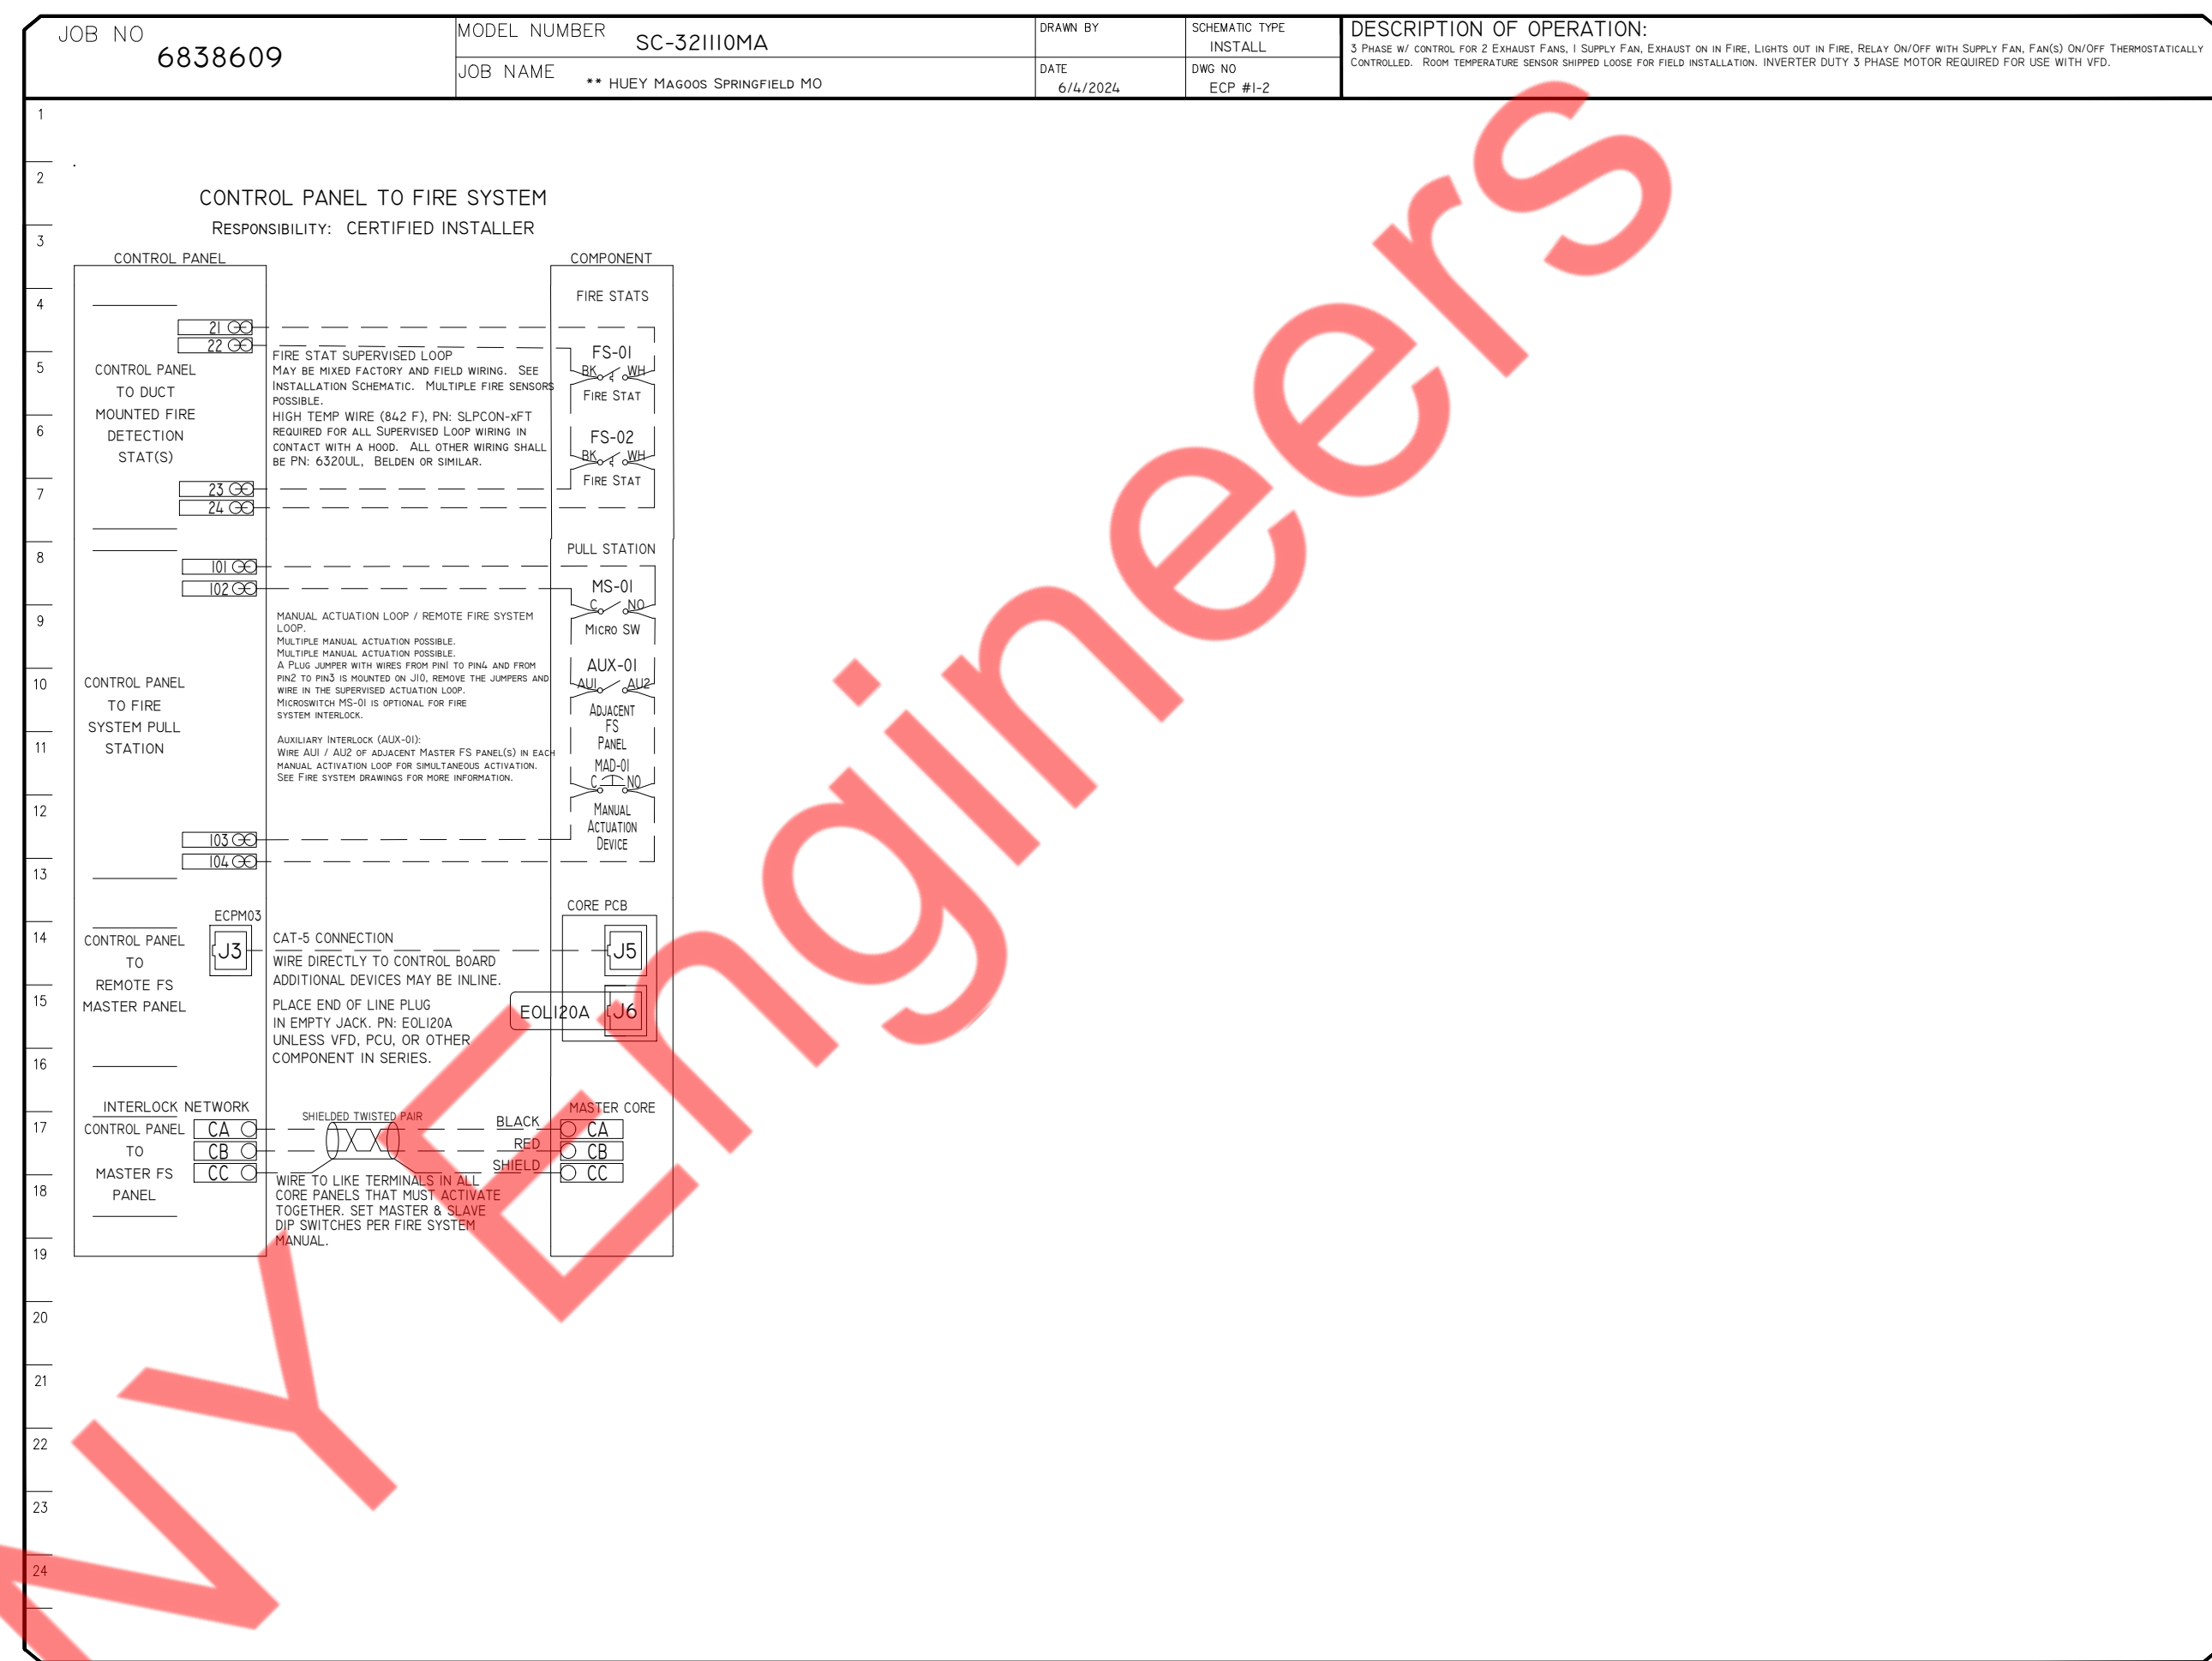 JOB NO
6838609
MODEL NUMBER
SC-321110MA
JOB NAME
** HUEY MAGOOS SPRINGFIELD MO
DRAWN BY
SCHEMATIC TYPE
INSTALL
DATE
6/4/2024
DWG NO
ECP #1-2
DESCRIPTION OF OPERATION:
3 PHASE W/ CONTROL FOR 2 EXHAUST FANS, 1 SUPPLY FAN, EXHAUST ON IN FIRE, LIGHTS OUT IN FIRE, RELAY ON/OFF WITH SUPPLY FAN, FAN(S) ON/OFF THERMOSTATICALLY
CONTROLLED. ROOM TEMPERATURE SENSOR SHIPPED LOOSE FOR FIELD INSTALLATION. INVERTER DUTY 3 PHASE MOTOR REQUIRED FOR USE WITH VFD.
1
2
3
4
5
6
7
8
9
10
11
12
13
14
15
16
17
18
19
20
21
22
23
24
CONTROL PANEL TO FIRE SYSTEM
RESPONSIBILITY: CERTIFIED INSTALLER
CONTROL PANEL
COMPONENT
FIRE STATS
21
22
CONTROL PANEL
TO DUCT
MOUNTED FIRE
DETECTION
STAT(S)
FIRE STAT SUPERVISED LOOP
MAY BE MIXED FACTORY AND FIELD WIRING. SEE
INSTALLATION SCHEMATIC. MULTIPLE FIRE SENSORS
POSSIBLE.
HIGH TEMP WIRE (842 F), PN: SLPCON-XFT
REQUIRED FOR ALL SUPERVISED LOOP WIRING IN
CONTACT WITH A HOOD. ALL OTHER WIRING SHALL
BE PN: 6320UL, BELDEN OR SIMILAR.
FS-01
BK WH
FIRE STAT
FS-02
BK WH
FIRE STAT
23
24
PULL STATION
101
102
MS-01
C NO
MICRO SW
MANUAL ACTUATION LOOP / REMOTE FIRE SYSTEM
LOOP.
MULTIPLE MANUAL ACTUATION POSSIBLE.
MULTIPLE MANUAL ACTUATION POSSIBLE.
A PLUG JUMPER WITH WIRES FROM PIN1 TO PIN4 AND FROM
PIN2 TO PIN3 IS MOUNTED ON J10, REMOVE THE JUMPERS AND
WIRE IN THE SUPERVISED ACTUATION LOOP.
MICROSWITCH MS-01 IS OPTIONAL FOR FIRE
SYSTEM INTERLOCK.
AUXILIARY INTERLOCK (AUX-01):
WIRE AU1 / AU2 OF ADJACENT MASTER FS PANEL(S) IN EACH
MANUAL ACTIVATION LOOP FOR SIMULTANEOUS ACTIVATION.
SEE FIRE SYSTEM DRAWINGS FOR MORE INFORMATION.
CONTROL PANEL
TO FIRE
SYSTEM PULL
STATION
AUX-01
AU1 AU2
ADJACENT
FS
PANEL
MAD-01
C NO
MANUAL
ACTUATION
DEVICE
103
104
ECPM03
J3
CONTROL PANEL
TO
REMOTE FS
MASTER PANEL
CAT-5 CONNECTION
WIRE DIRECTLY TO CONTROL BOARD
ADDITIONAL DEVICES MAY BE INLINE.
PLACE END OF LINE PLUG
IN EMPTY JACK. PN: EOL120A
UNLESS VFD, PCU, OR OTHER
COMPONENT IN SERIES.
CORE PCB
J5
EOL120A
J6
INTERLOCK NETWORK
CONTROL PANEL
TO
MASTER FS
PANEL
CA
CB
CC
SHIELDED TWISTED PAIR
BLACK
RED
SHIELD
MASTER CORE
CA
CB
CC
WIRE TO LIKE TERMINALS IN ALL
CORE PANELS THAT MUST ACTIVATE
TOGETHER. SET MASTER & SLAVE
DIP SWITCHES PER FIRE SYSTEM
MANUAL.
NY Engineers